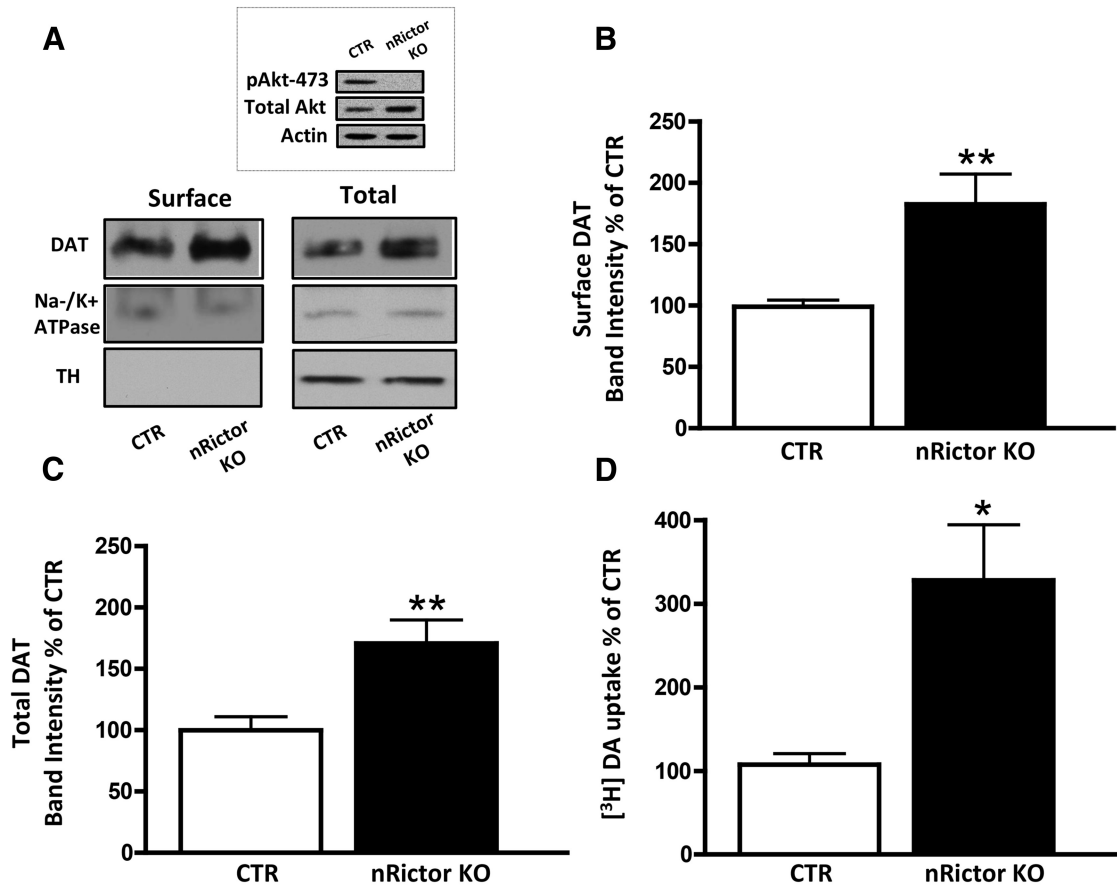 A
CTR
nRictor
KO
pAkt-473
Total Akt
Actin
Surface
Total
DAT
Na-/K+
ATPase
TH
CTR
nRictor
KO
CTR
nRictor
KO
B
Surface DAT
Band Intensity % of CTR
250
200
150
100
50
0
**
CTR
nRictor KO
C
Total DAT
Band Intensity % of CTR
250
200
150
100
50
0
**
CTR
nRictor KO
D
[³H] DA uptake % of CTR
400
300
200
100
0
*
CTR
nRictor KO